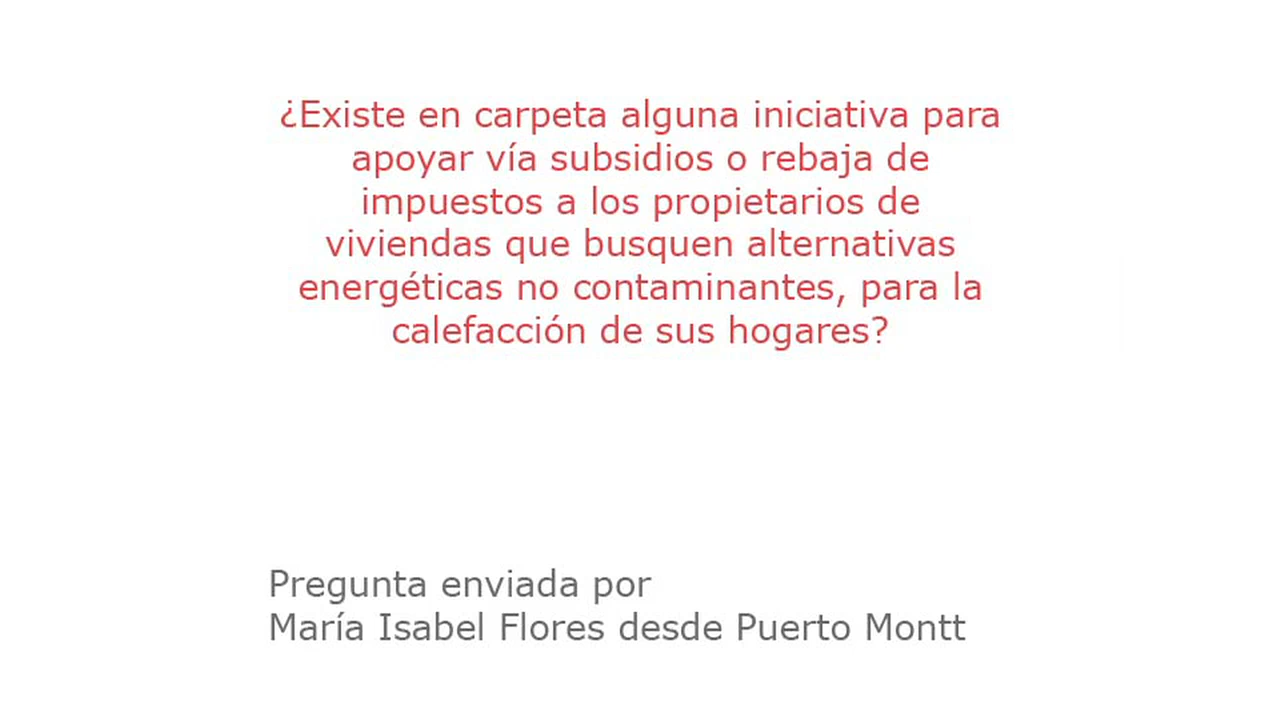 ¿Existe en carpeta alguna iniciativa para
apoyar vía subsidios o rebaja de
impuestos a los propietarios de
viviendas que busquen alternativas
energéticas no contaminantes, para la
calefacción de sus hogares?
Pregunta enviada por
María Isabel Flores desde Puerto Montt